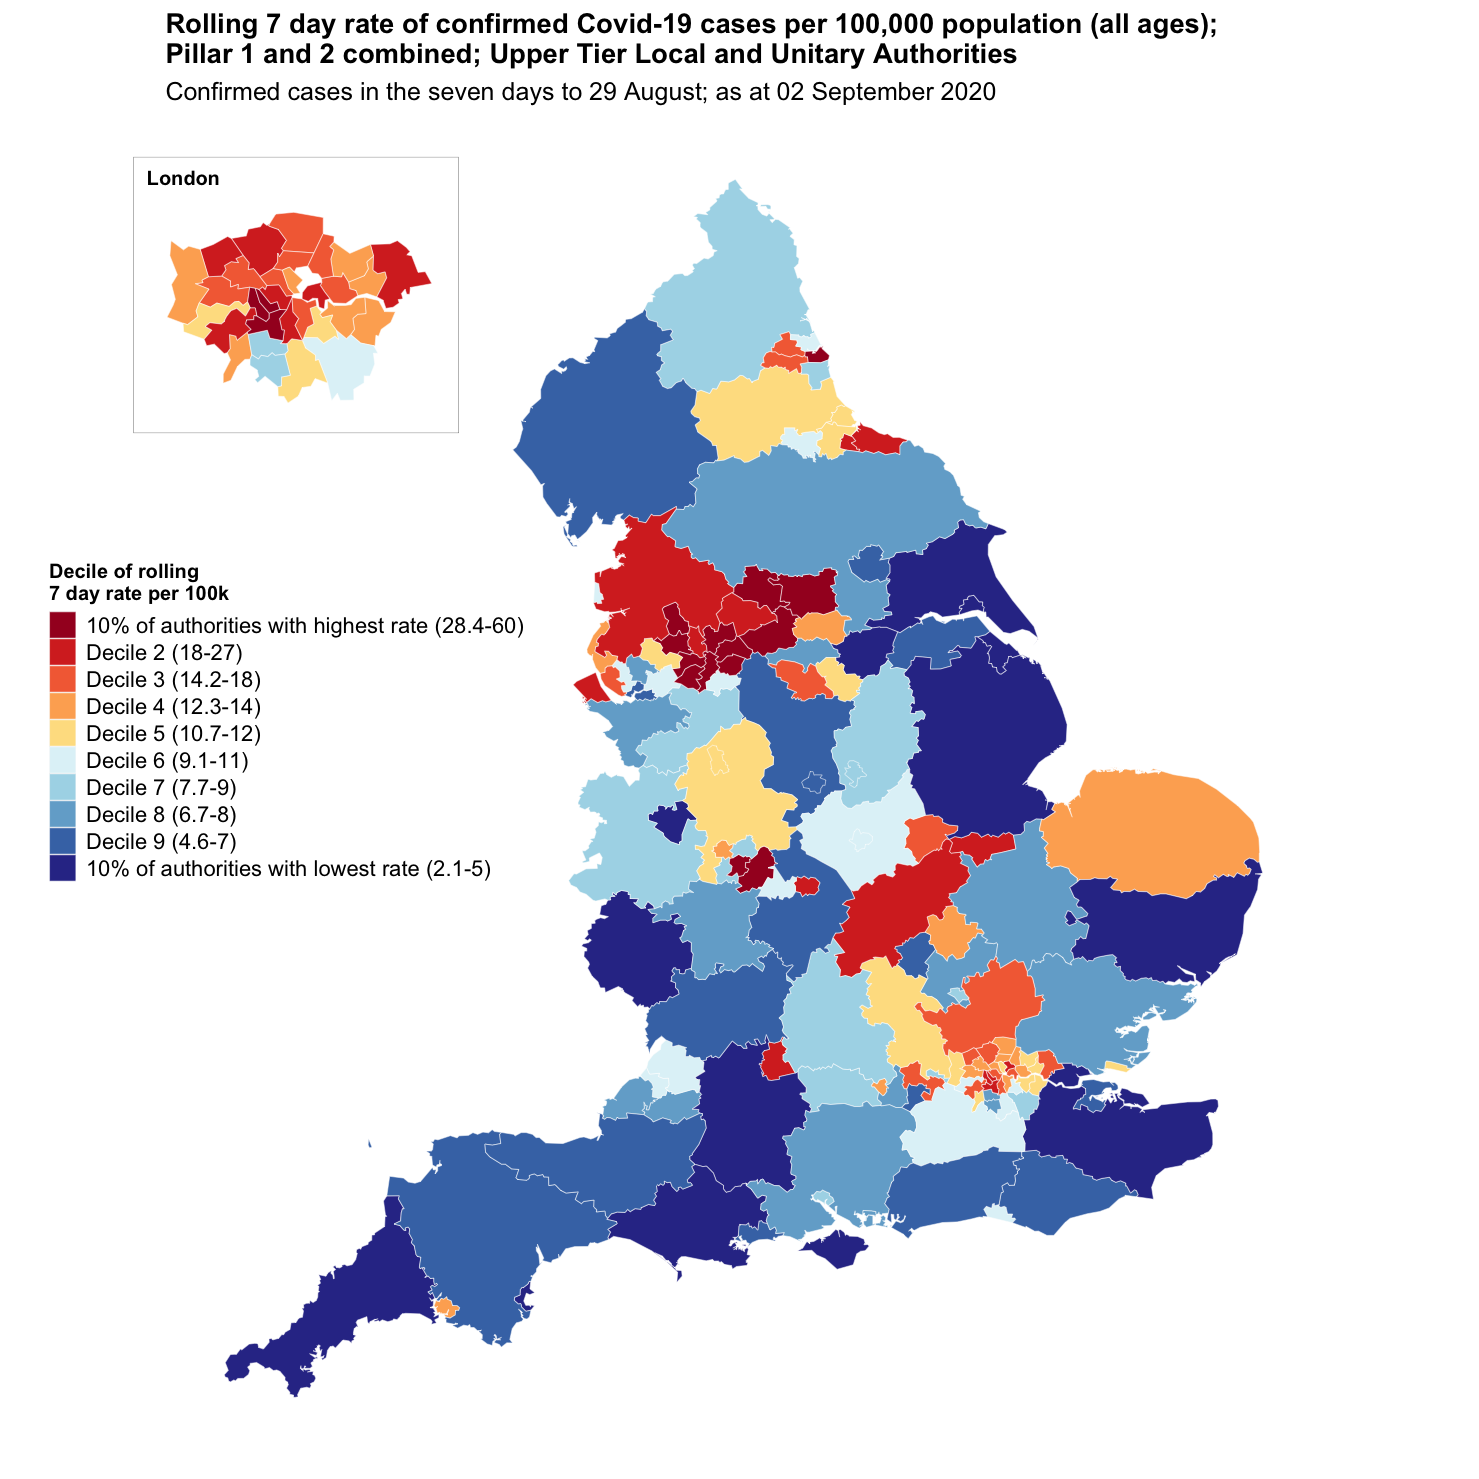 Rolling 7 day rate of confirmed Covid-19 cases per 100,000 population (all ages);
Pillar 1 and 2 combined; Upper Tier Local and Unitary Authorities
Confirmed cases in the seven days to 29 August; as at 02 September 2020
London
Decile of rolling
7 day rate per 100k
10% of authorities with highest rate (28.4-60)
Decile 2 (18-27)
Decile 3 (14.2-18)
Decile 4 (12.3-14)
Decile 5 (10.7-12)
Decile 6 (9.1-11)
Decile 7 (7.7-9)
Decile 8 (6.7-8)
Decile 9 (4.6-7)
10% of authorities with lowest rate (2.1-5)